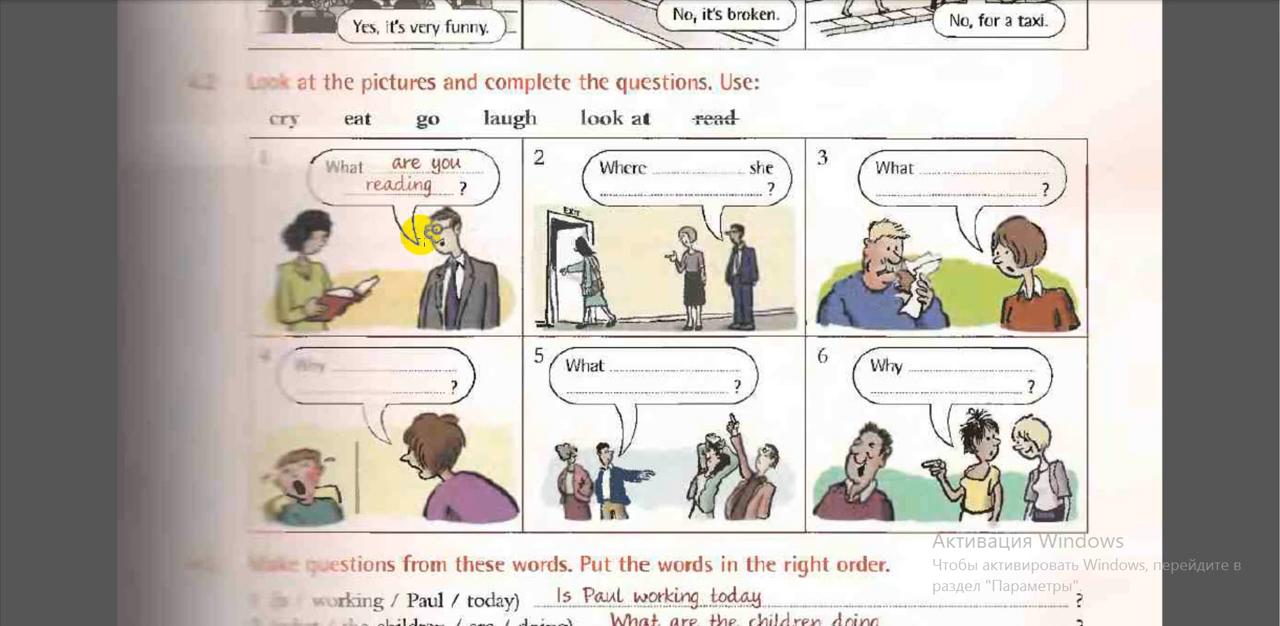 Yes, it's very funny.
No, it's broken.
No, for a taxi.
4.2 Look at the pictures and complete the questions. Use:
cry eat go laugh look at read
1
What are you
reading ?
2
Where she
?
EXIT
3
What
?
4
Why
?
5
What
?
6
Why
?
Make questions from these words. Put the words in the right order.
working / Paul / today) Is Paul working today ?
What are the children doing ?
Активация Windows
Чтобы активировать Windows, перейдите в
раздел "Параметры".